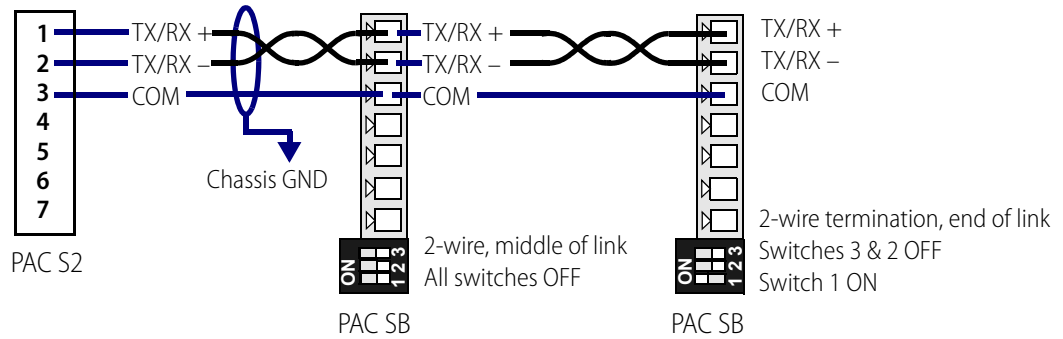 1 TX/RX + TX/RX + TX/RX +
2 TX/RX – TX/RX – TX/RX –
3 COM COM COM
4
5
6
7
Chassis GND
PAC S2
ON
1 2 3
2-wire, middle of link
All switches OFF
PAC SB
ON
1 2 3
2-wire termination, end of link
Switches 3 & 2 OFF
Switch 1 ON
PAC SB